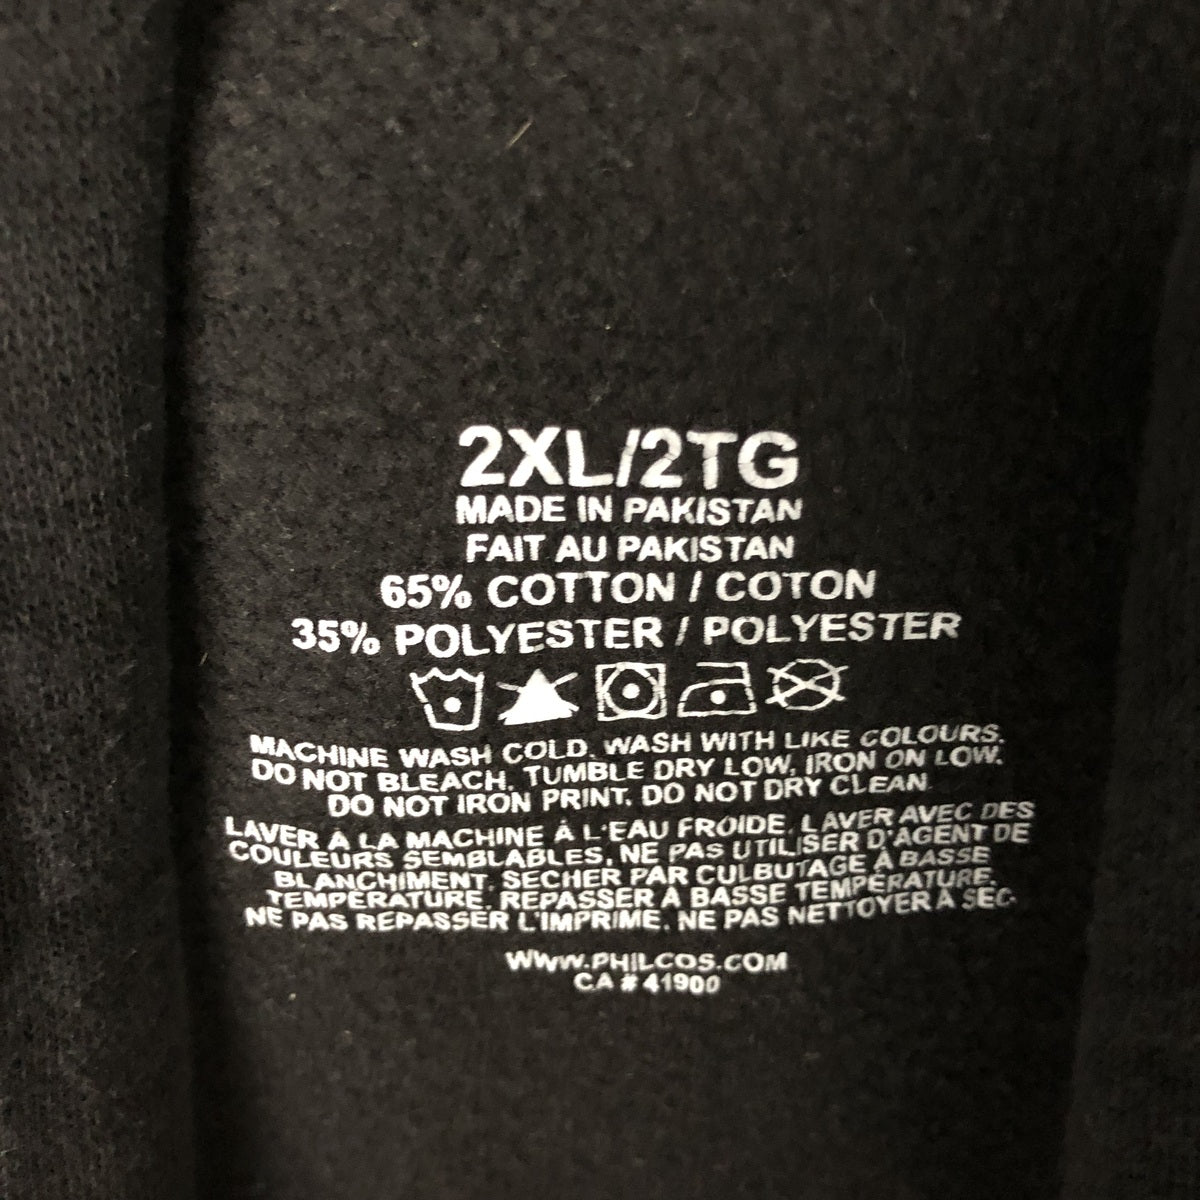 2XL/2TG
MADE IN PAKISTAN
FAIT AU PAKISTAN
65% COTTON / COTON
35% POLYESTER / POLYESTER
MACHINE WASH COLD. WASH WITH LIKE COLOURS.
DO NOT BLEACH. TUMBLE DRY LOW, IRON ON LOW.
DO NOT IRON PRINT. DO NOT DRY CLEAN
LAVER À LA MACHINE À L'EAU FROIDE. LAVER AVEC DES
COULEURS SEMBLABLES, NE PAS UTILISER D'AGENT DE
BLANCHIMENT. SECHER PAR CULBUTAGE À BASSE
TEMPÉRATURE. REPASSER À BASSE TEMPÉRATURE.
NE PAS REPASSER L'IMPRIME. NE PAS NETTOYER À SEC.
WWW.PHILCOS.COM
CA # 41900